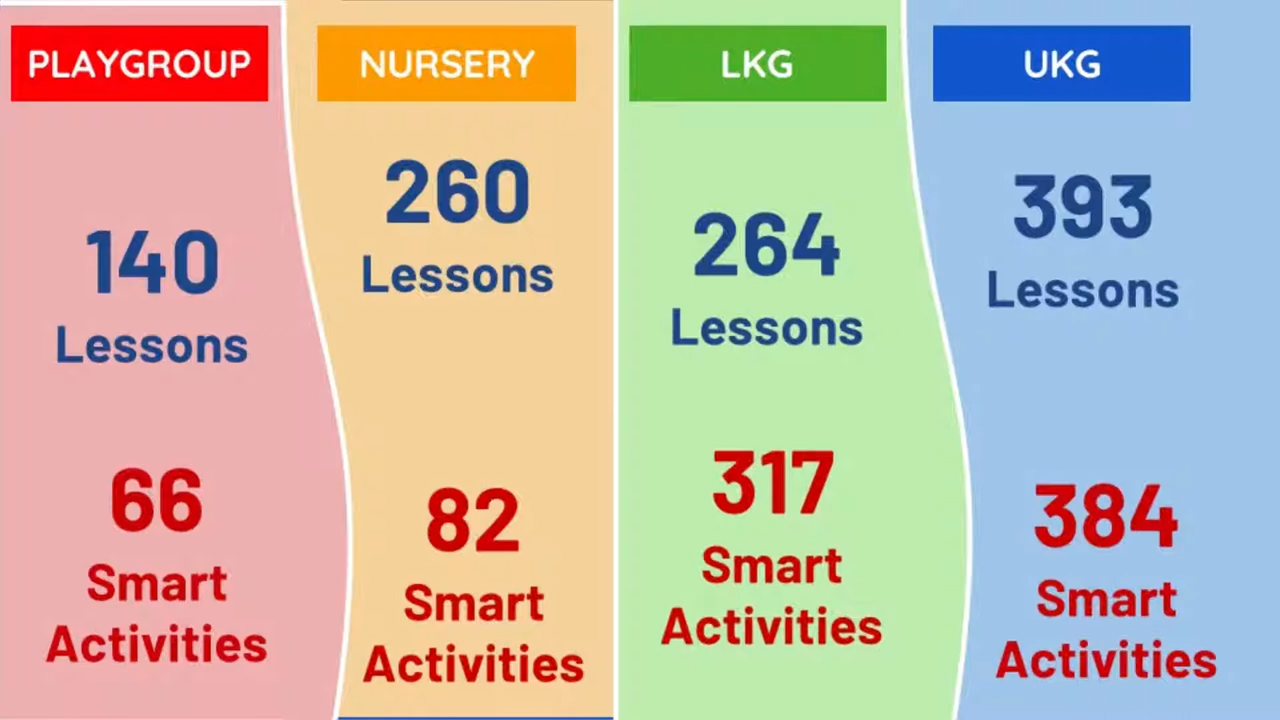 PLAYGROUP
140
Lessons
66
Smart
Activities
NURSERY
260
Lessons
82
Smart
Activities
LKG
264
Lessons
317
Smart
Activities
UKG
393
Lessons
384
Smart
Activities